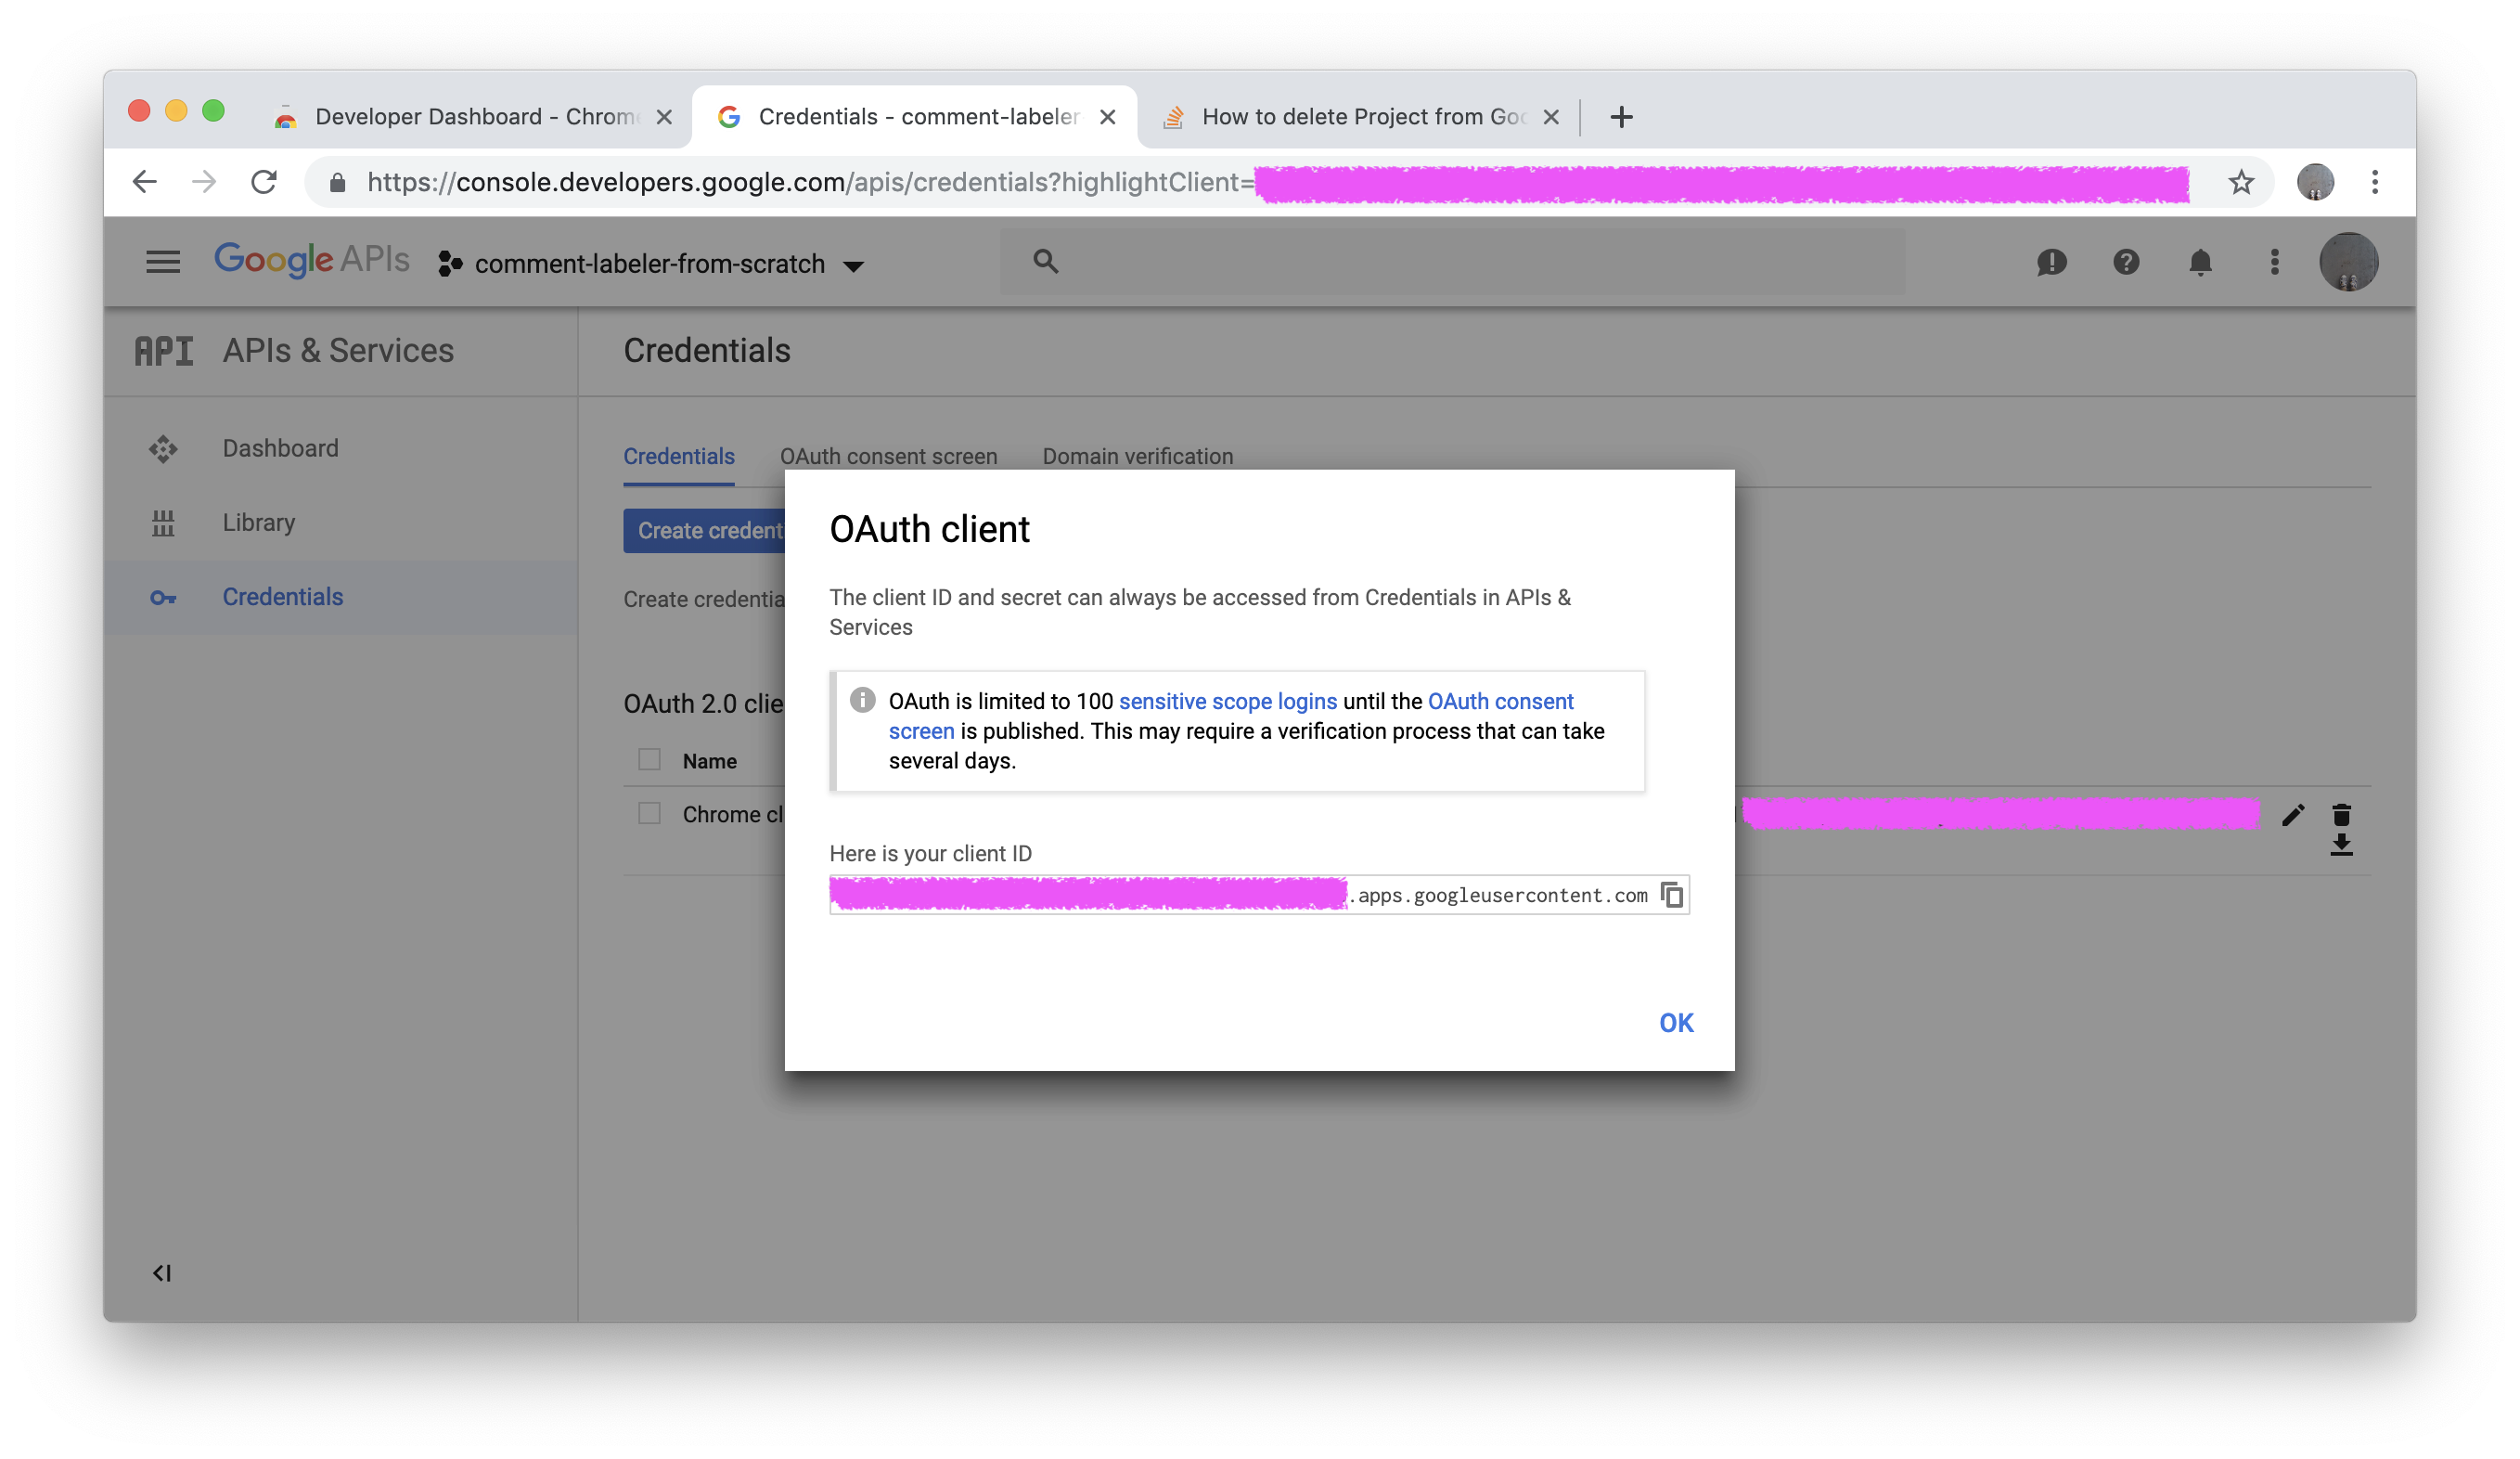 Developer Dashboard - Chrome
Credentials - comment-labeler-
How to delete Project from Goo
https://console.developers.google.com/apis/credentials?highlightClient=
Google APIs
comment-labeler-from-scratch
API
APIs & Services
Credentials
Dashboard
Library
Credentials
Credentials
OAuth consent screen
Domain verification
Create credent
Create credentia
OAuth 2.0 clie
Name
Chrome cl
OAuth client
The client ID and secret can always be accessed from Credentials in APIs &
Services
OAuth is limited to 100 sensitive scope logins until the OAuth consent
screen is published. This may require a verification process that can take
several days.
Here is your client ID
.apps.googleusercontent.com
OK